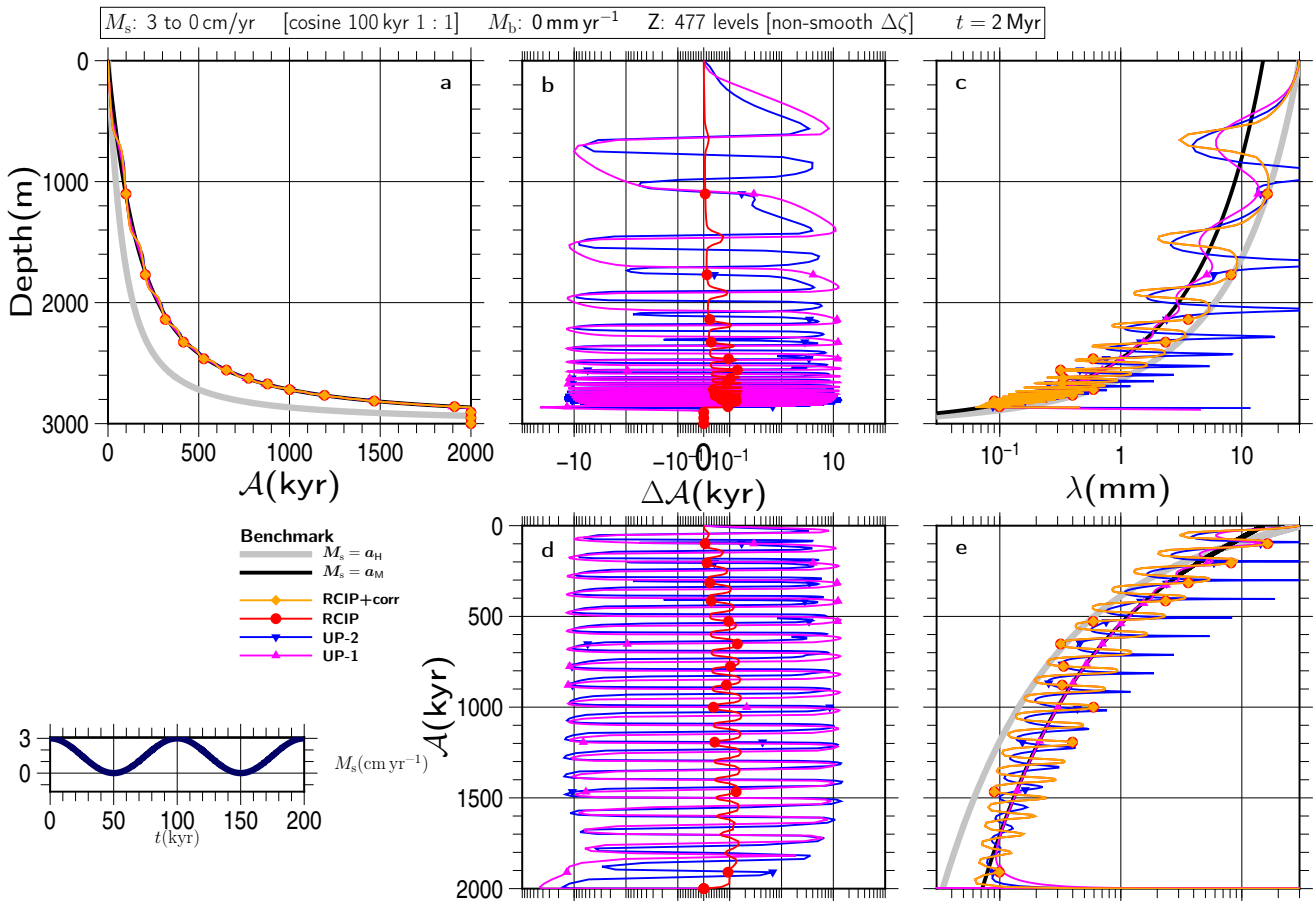 Mₛ: 3 to 0 cm/yr [cosine 100 kyr 1 : 1] M_b: 0 mm yr⁻¹ Z: 477 levels [non-smooth Δζ] t = 2 Myr
a b c
0
1000
2000
3000
Depth(m)
0 500 1000 1500 2000
𝒜(kyr)
−10 −10⁻¹ 0 10⁻¹ 10
Δ𝒜(kyr)
10⁻¹ 1 10
λ(mm)
Benchmark
Mₛ = a_H
Mₛ = a_M
RCIP+corr
RCIP
UP-2
UP-1
d e
0
500
1000
1500
2000
𝒜(kyr)
3
0
Mₛ(cm yr⁻¹)
0 50 100 150 200
t(kyr)